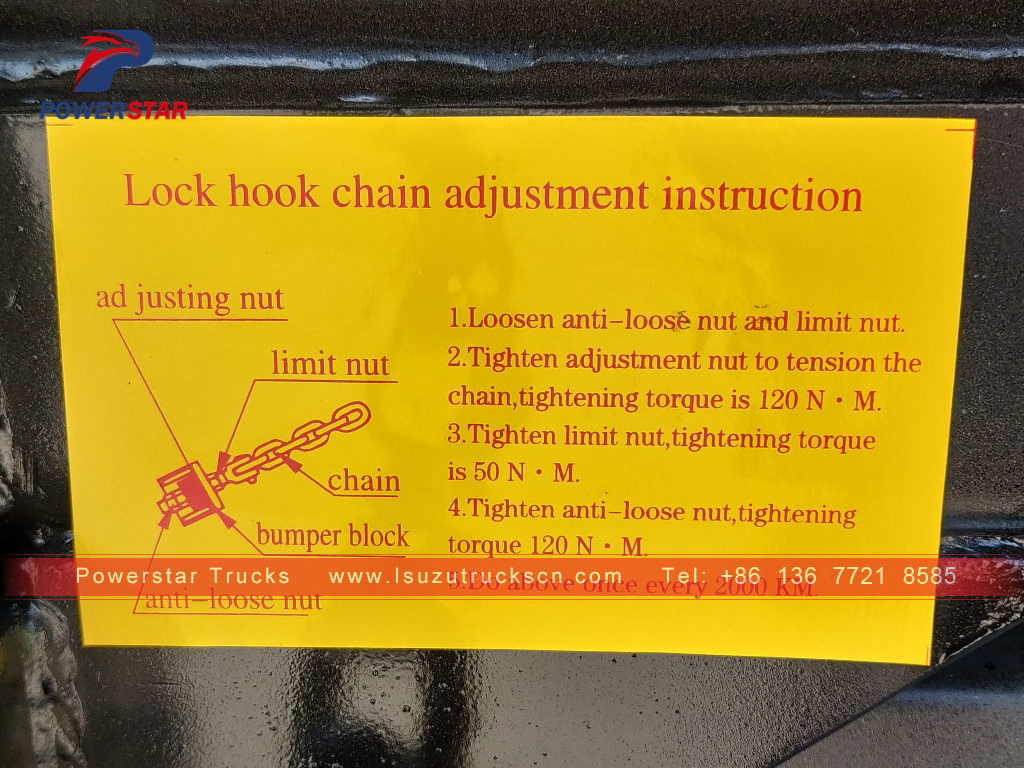 POWERSTAR
Lock hook chain adjustment instruction
ad justing nut
limit nut
chain
bumper block
anti-loose nut
1.Loosen anti-loose nut and limit nut.
2.Tighten adjustment nut to tension the
chain,tightening torque is 120 N·M.
3.Tighten limit nut,tightening torque
is 50 N·M.
4.Tighten anti-loose nut,tightening
torque 120 N·M.
5.Do above once every 2000 KM.
Powerstar Trucks www.Isuzutruckscn.com Tel: +86 136 7721 8585